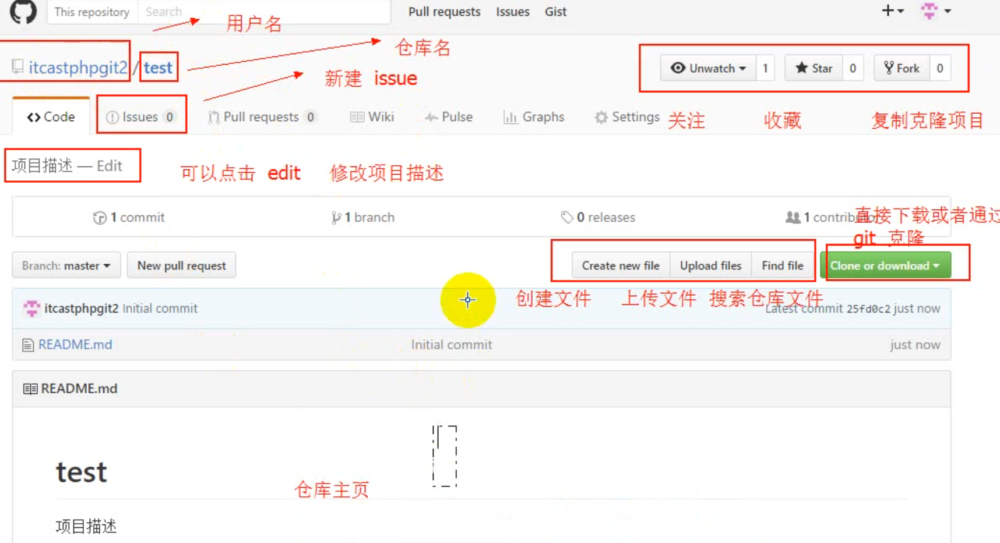 This repository Search Pull requests Issues Gist
用户名
仓库名
itcastphpgit2 / test
Unwatch 1 Star 0 Fork 0
新建 issue
Code Issues 0 Pull requests 0 Wiki Pulse Graphs Settings
关注 收藏 复制克隆项目
项目描述 — Edit
可以点击 edit 修改项目描述
1 commit 1 branch 0 releases 1 contributor
直接下载或者通过
git 克隆
Branch: master New pull request Create new file Upload files Find file Clone or download
创建文件 上传文件 搜索仓库文件
itcastphpgit2 Initial commit Latest commit 25fd0c2 just now
README.md Initial commit just now
README.md
test
仓库主页
项目描述